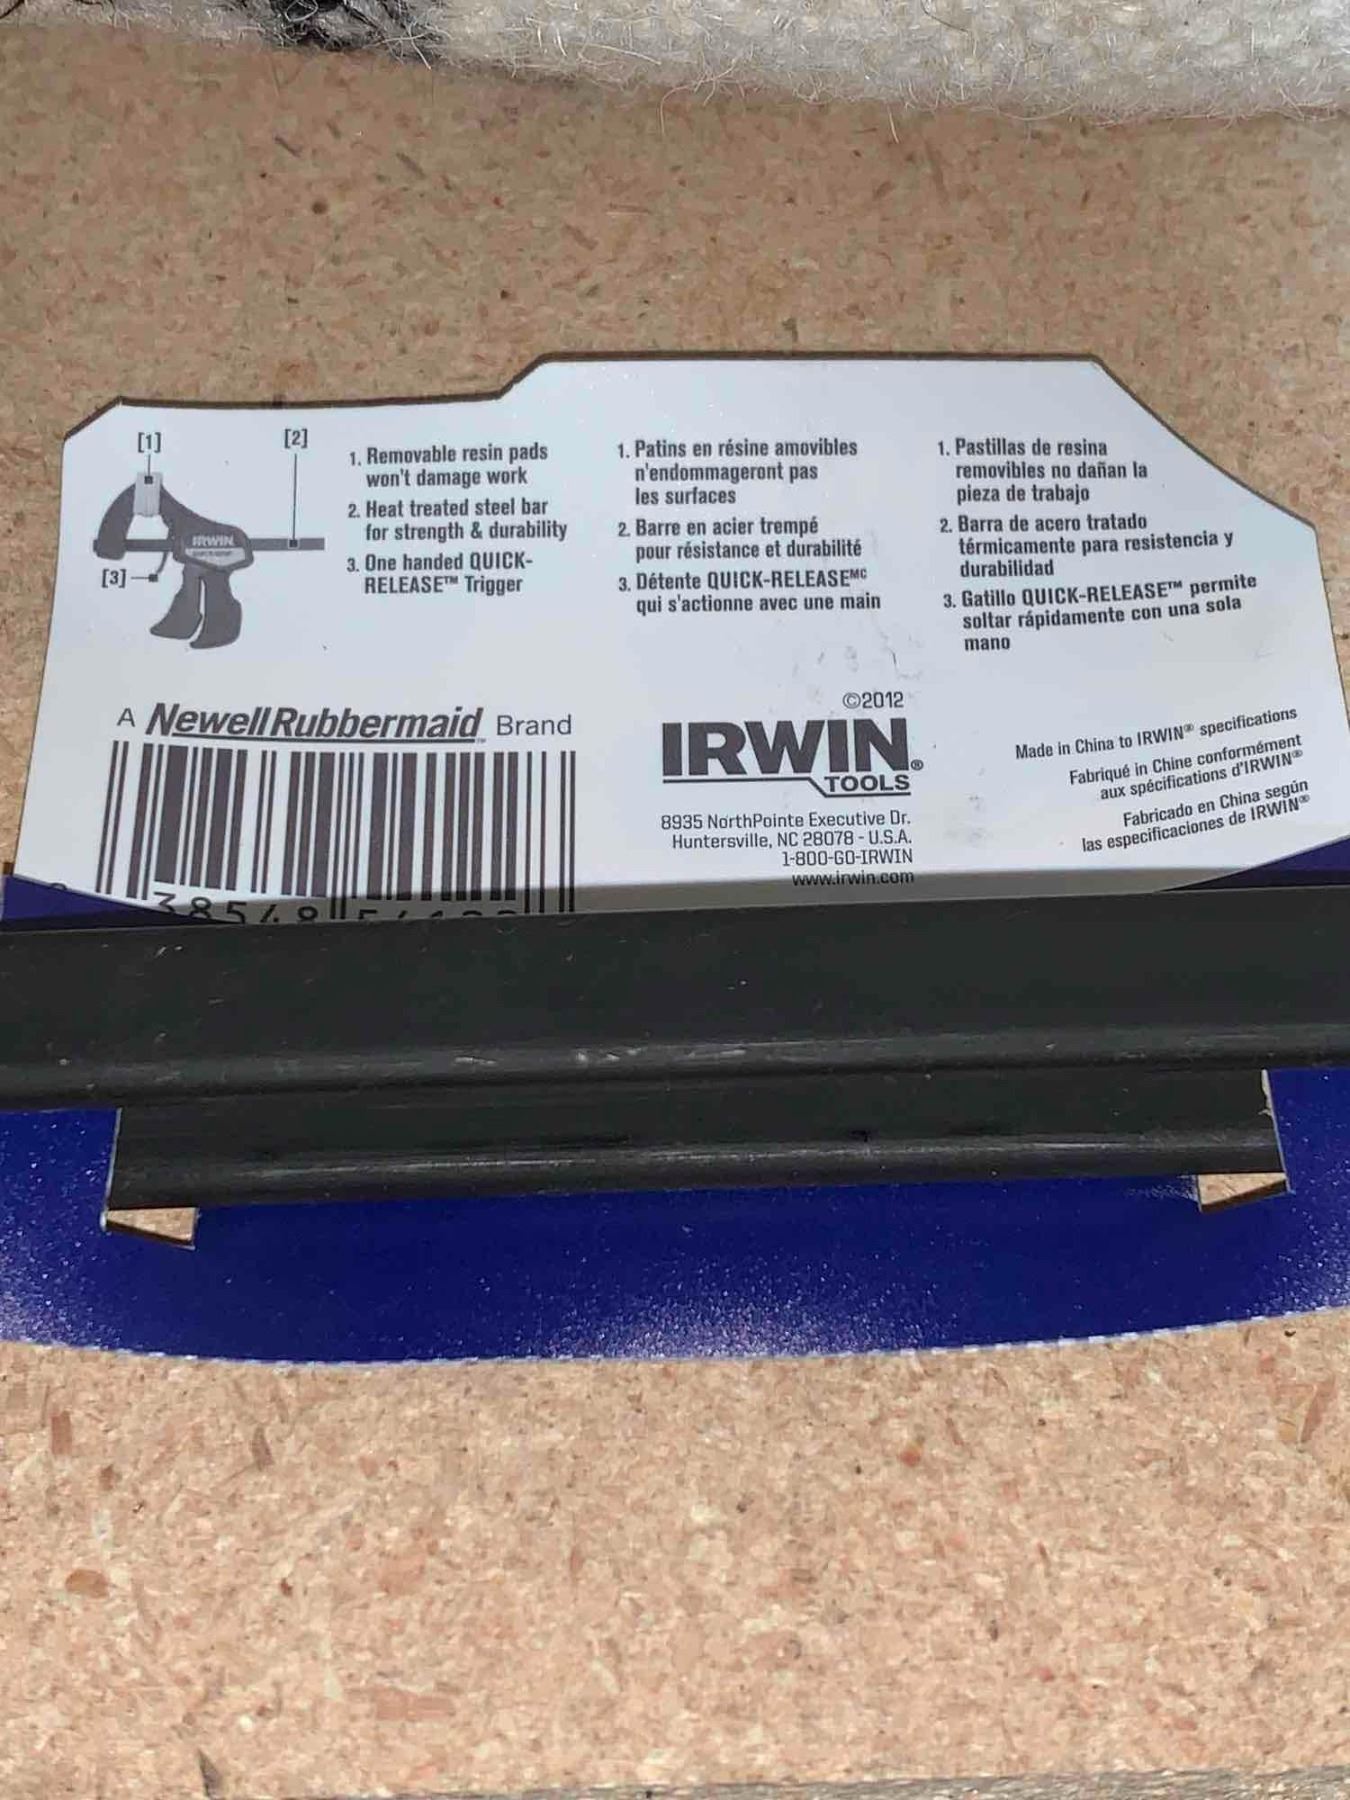 [1]
[2]
[3]
IRWIN
1. Removable resin pads
won't damage work
2. Heat treated steel bar
for strength & durability
3. One handed QUICK-
RELEASE™ Trigger
1. Patins en résine amovibles
n'endommageront pas
les surfaces
2. Barre en acier trempé
pour résistance et durabilité
3. Détente QUICK-RELEASEᴹᶜ
qui s'actionne avec une main
1. Pastillas de resina
removibles no dañan la
pieza de trabajo
2. Barra de acero tratado
térmicamente para resistencia y
durabilidad
3. Gatillo QUICK-RELEASE™ permite
soltar rápidamente con una sola
mano
A NewellRubbermaid™ Brand
38548
©2012
IRWIN®
TOOLS
8935 NorthPointe Executive Dr.
Huntersville, NC 28078 - U.S.A.
1-800-GO-IRWIN
www.irwin.com
Made in China to IRWIN® specifications
Fabriqué in Chine conformément
aux spécifications d'IRWIN®
Fabricado en China según
las especificaciones de IRWIN®